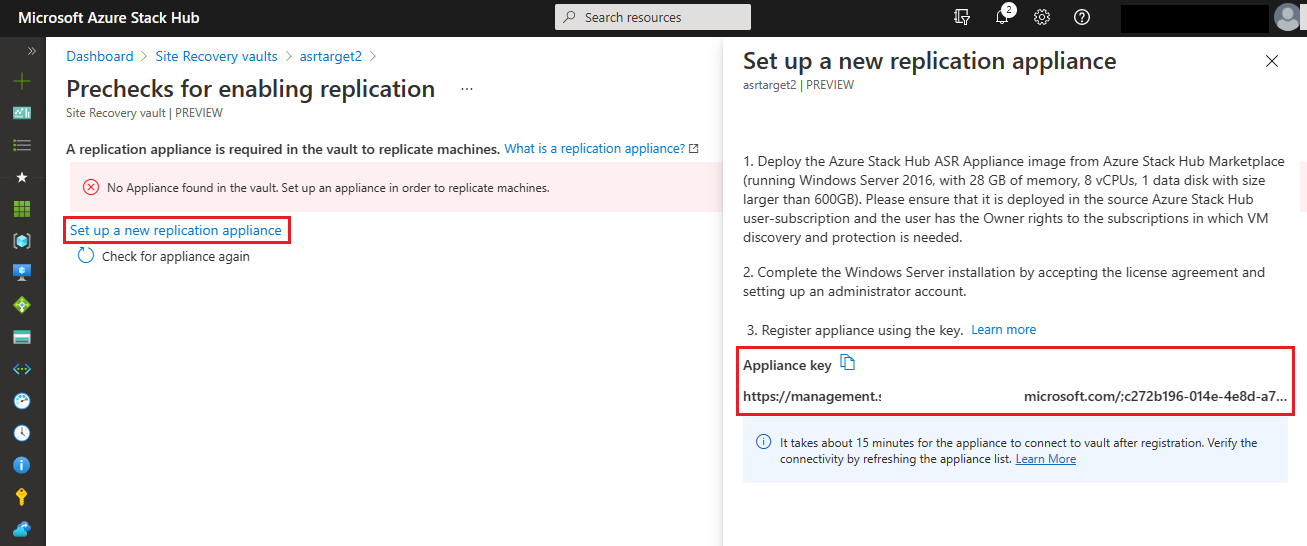 Microsoft Azure Stack Hub
Search resources
2
Dashboard > Site Recovery vaults > asrtarget2 >
Prechecks for enabling replication ...
Site Recovery vault | PREVIEW
A replication appliance is required in the vault to replicate machines. What is a replication appliance?
No Appliance found in the vault. Set up an appliance in order to replicate machines.
Set up a new replication appliance
Check for appliance again
Set up a new replication appliance
asrtarget2 | PREVIEW
1. Deploy the Azure Stack Hub ASR Appliance image from Azure Stack Hub Marketplace
(running Windows Server 2016, with 28 GB of memory, 8 vCPUs, 1 data disk with size
larger than 600GB). Please ensure that it is deployed in the source Azure Stack Hub
user-subscription and the user has the Owner rights to the subscriptions in which VM
discovery and protection is needed.
2. Complete the Windows Server installation by accepting the license agreement and
setting up an administrator account.
3. Register appliance using the key. Learn more
Appliance key
https://management.s microsoft.com/;c272b196-014e-4e8d-a7...
It takes about 15 minutes for the appliance to connect to vault after registration. Verify the
connectivity by refreshing the appliance list. Learn More